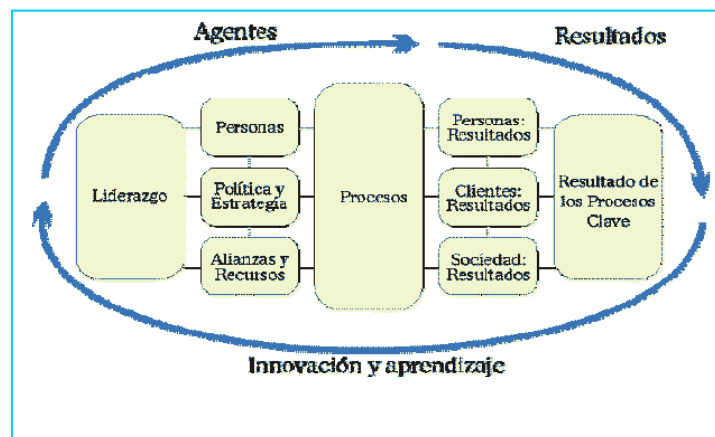 Agentes
Resultados
Liderazgo
Personas
Política y
Estrategia
Alianzas y
Recursos
Procesos
Personas:
Resultados
Clientes:
Resultados
Sociedad:
Resultados
Resultado de
los Procesos
Clave
Innovación y aprendizaje